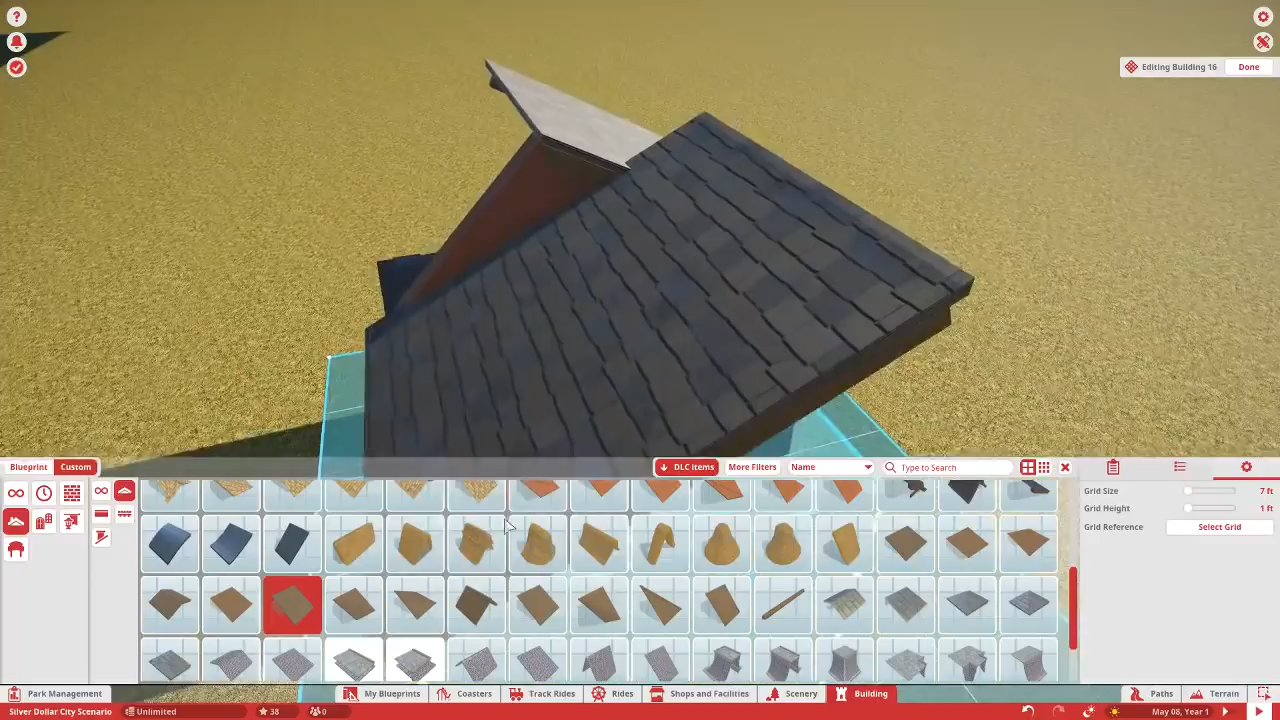 ?
Editing Building 16 Done
Blueprint Custom DLC items More Filters Name Type to Search
Grid Size 7 ft
Grid Height 1 ft
Grid Reference Select Grid
Park Management My Blueprints Coasters Track Rides Rides Shops and Facilities Scenery Building Paths Terrain
Silver Dollar City Scenario Unlimited 38 0 May 08, Year 1